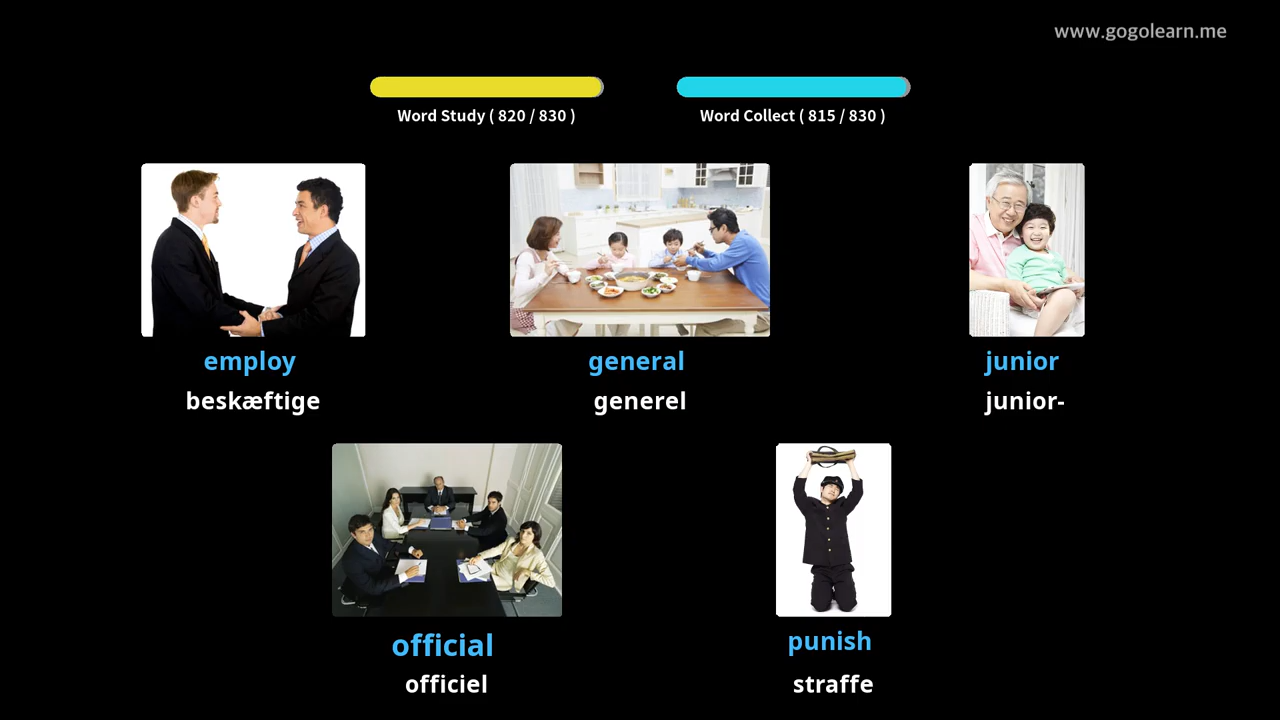 www.gogolearn.me
Word Study ( 820 / 830 )
Word Collect ( 815 / 830 )
employ
general
junior
beskæftige
generel
junior-
official
punish
officiel
straffe